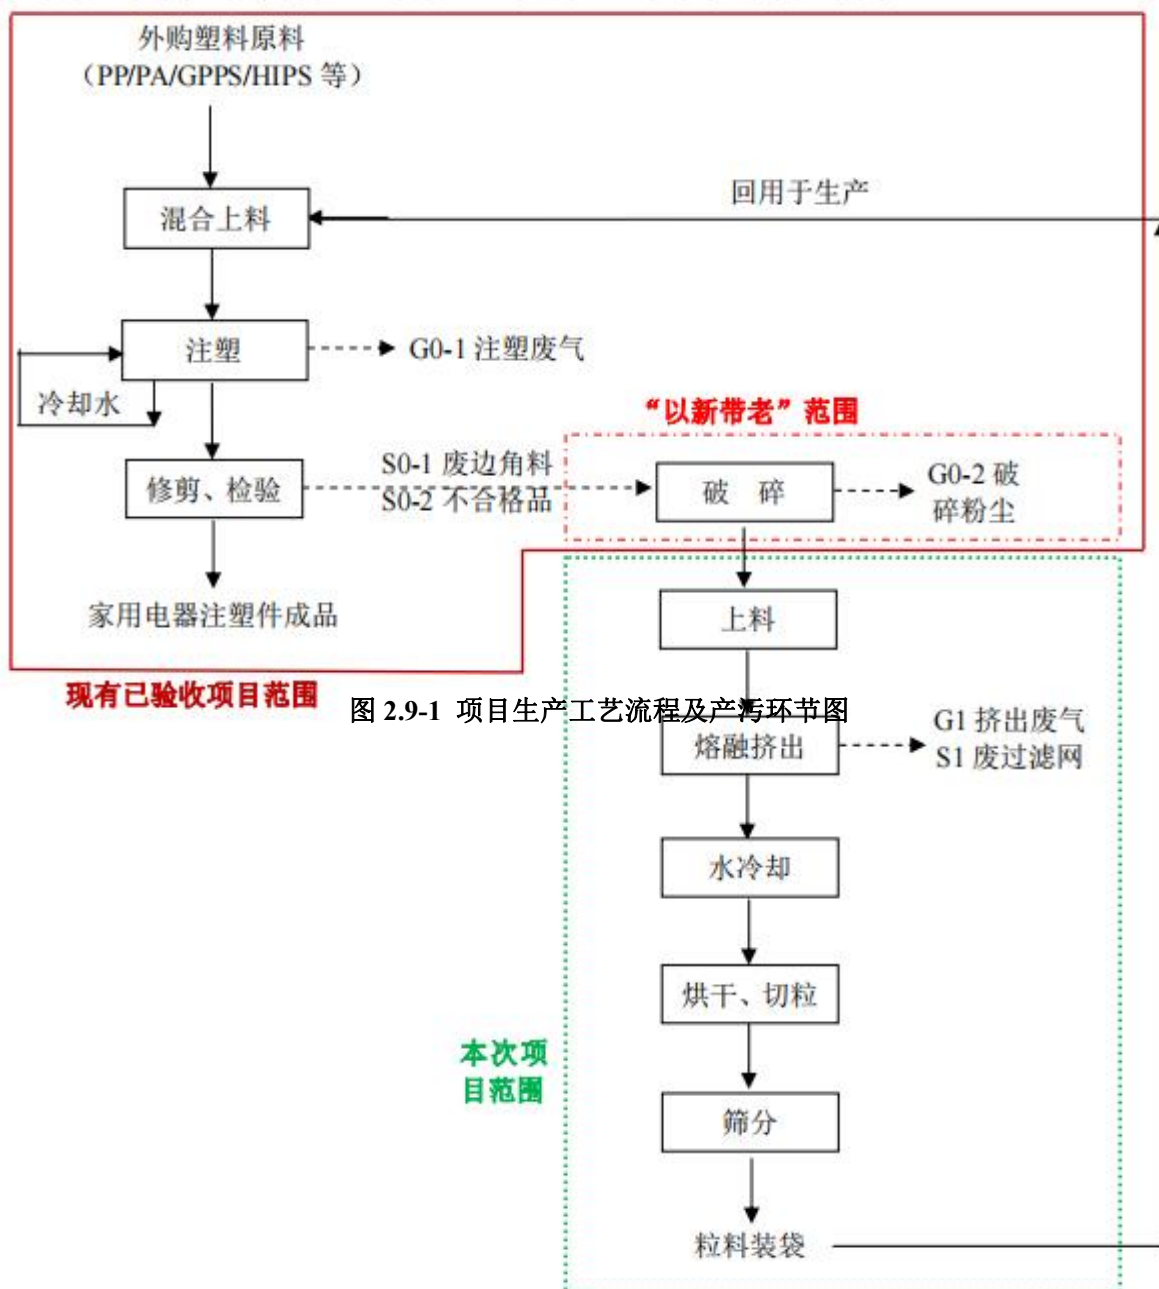 外购塑料原料
（PP/PA/GPPS/HIPS 等）
回用于生产
混合上料
注塑
G0-1 注塑废气
冷却水
“以新带老”范围
S0-1 废边角料
S0-2 不合格品
修剪、检验
破 碎
G0-2 破
碎粉尘
家用电器注塑件成品
上料
现有已验收项目范围
图 2.9-1 项目生产工艺流程及产污环节图
熔融挤出
G1 挤出废气
S1 废过滤网
水冷却
烘干、切粒
本次项
目范围
筛分
粒料装袋